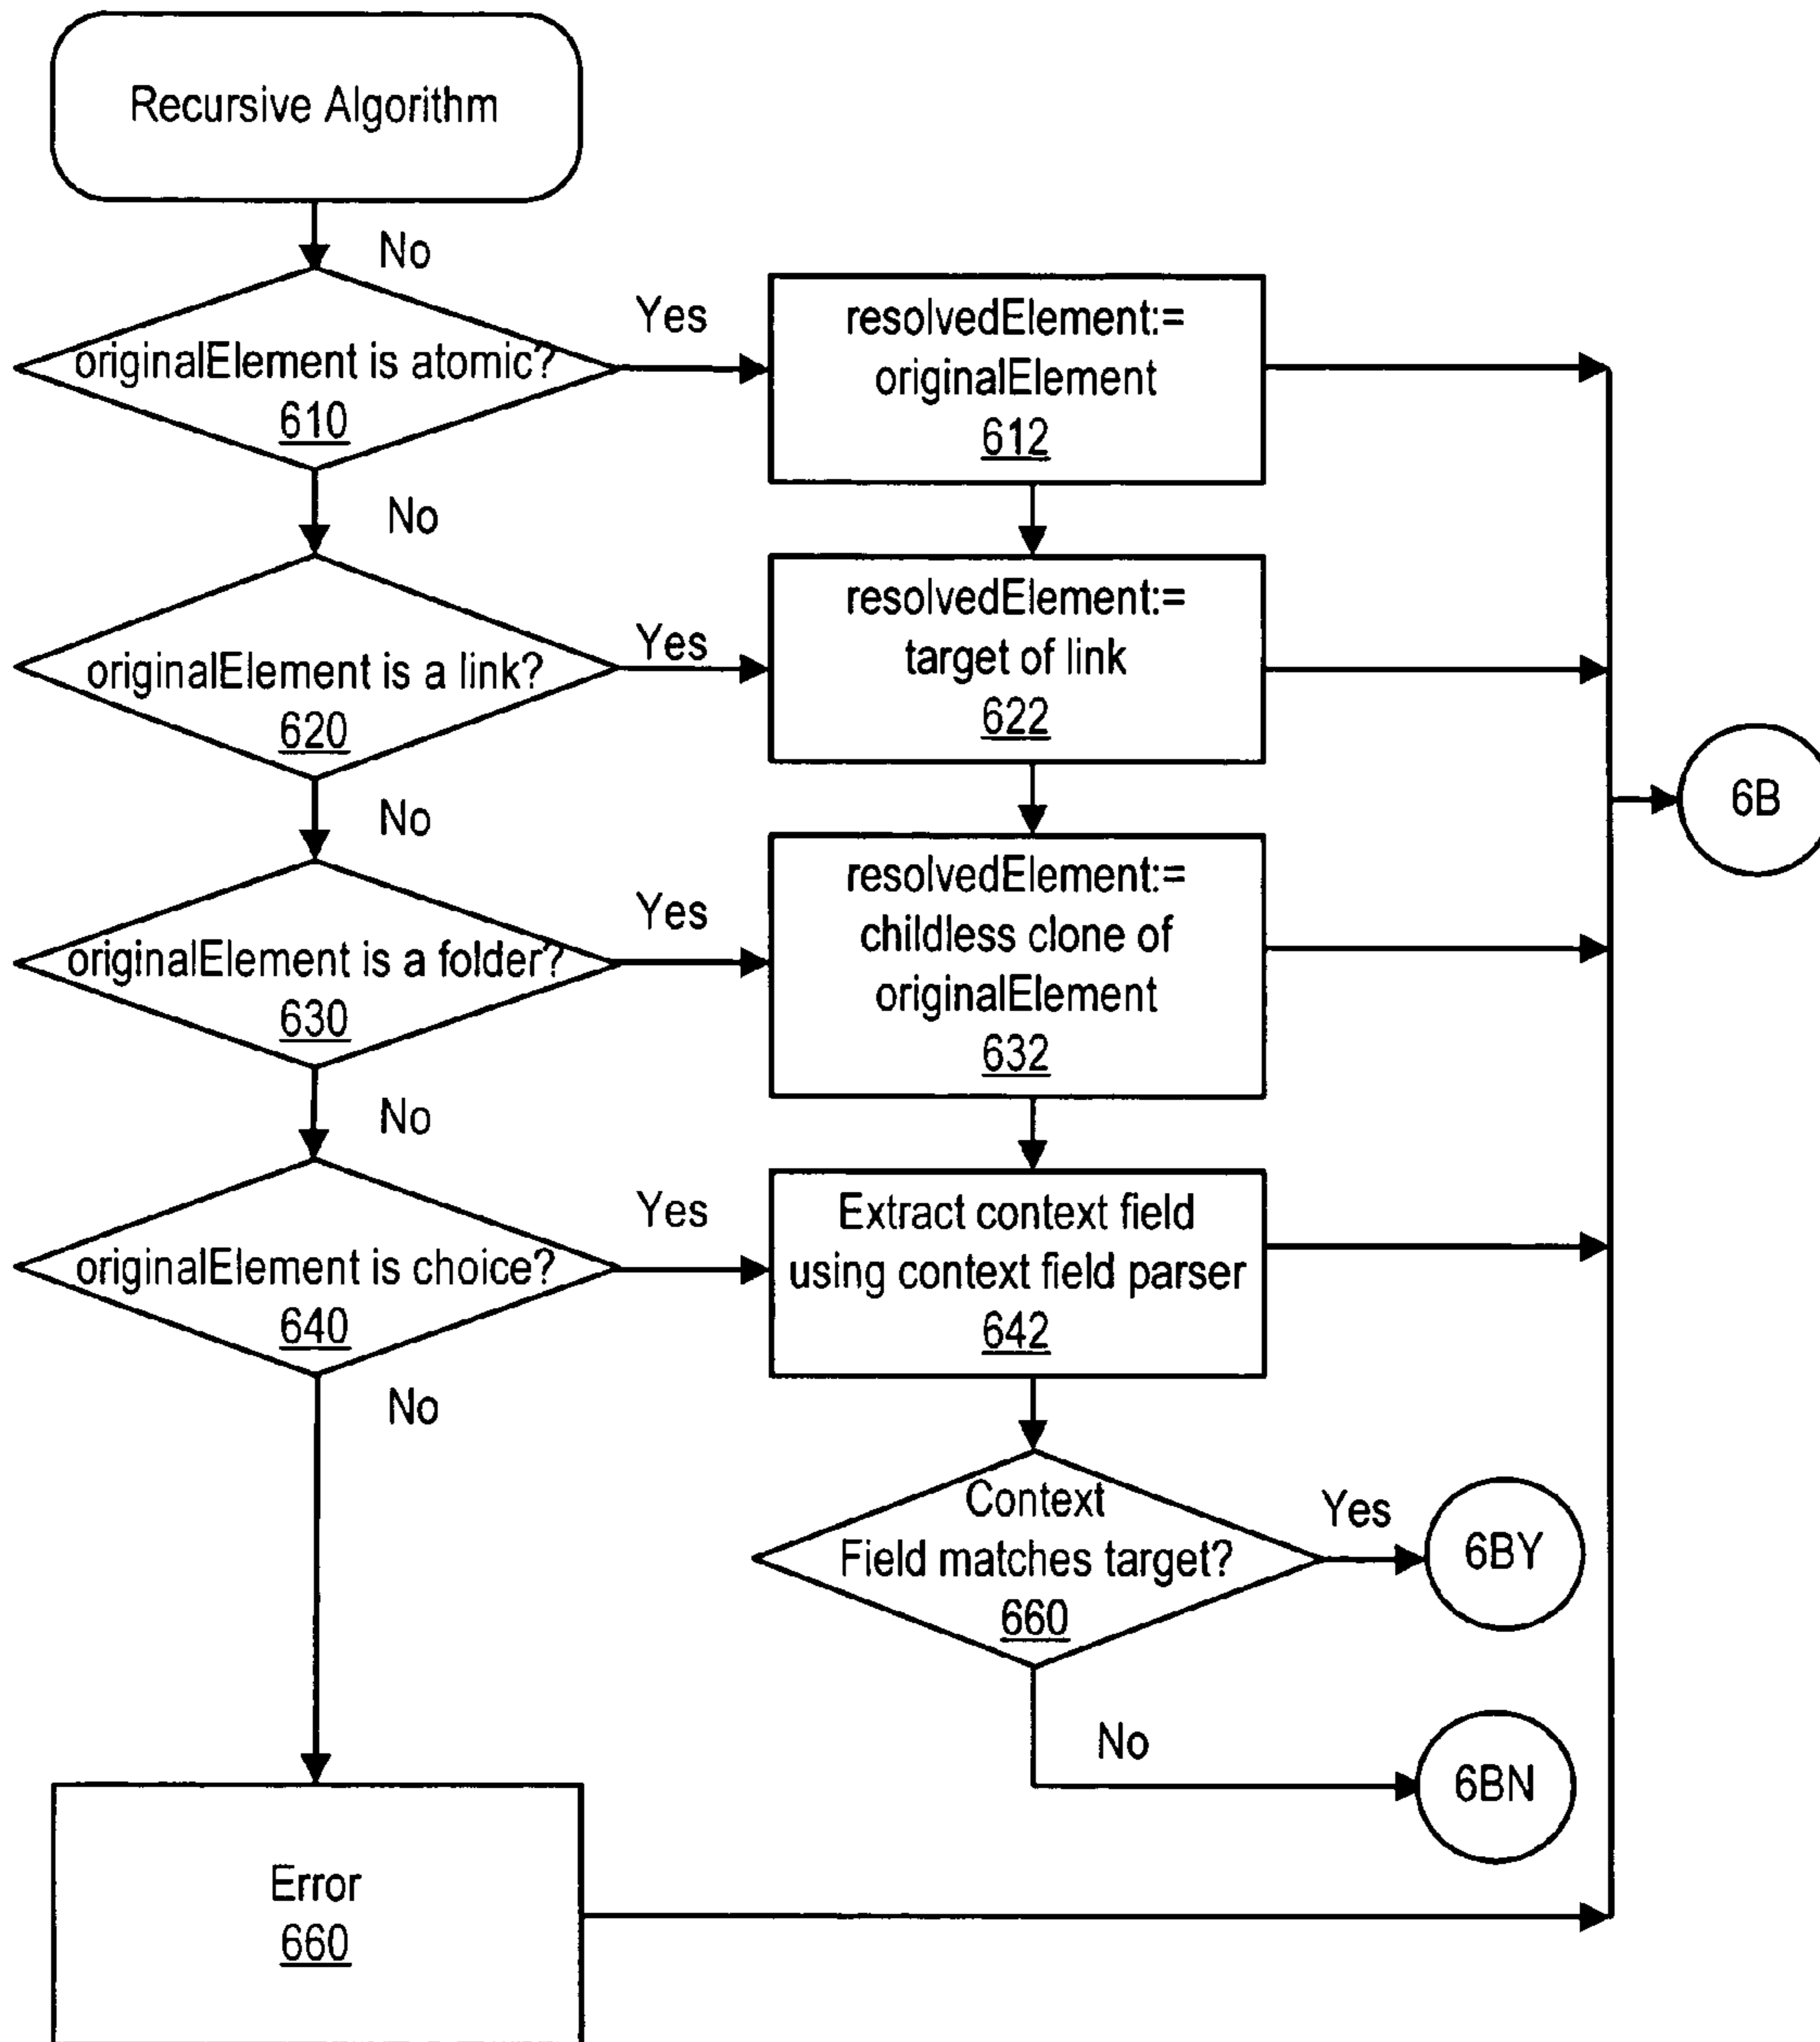 Recursive Algorithm
No
originalElement is atomic?
610
Yes
resolvedElement:=
originalElement
612
No
originalElement is a link?
620
Yes
resolvedElement:=
target of link
622
6B
No
originalElement is a folder?
630
Yes
resolvedElement:=
childless clone of
originalElement
632
No
originalElement is choice?
640
Yes
Extract context field
using context field parser
642
No
Context
Field matches target?
660
Yes
6BY
No
6BN
Error
660